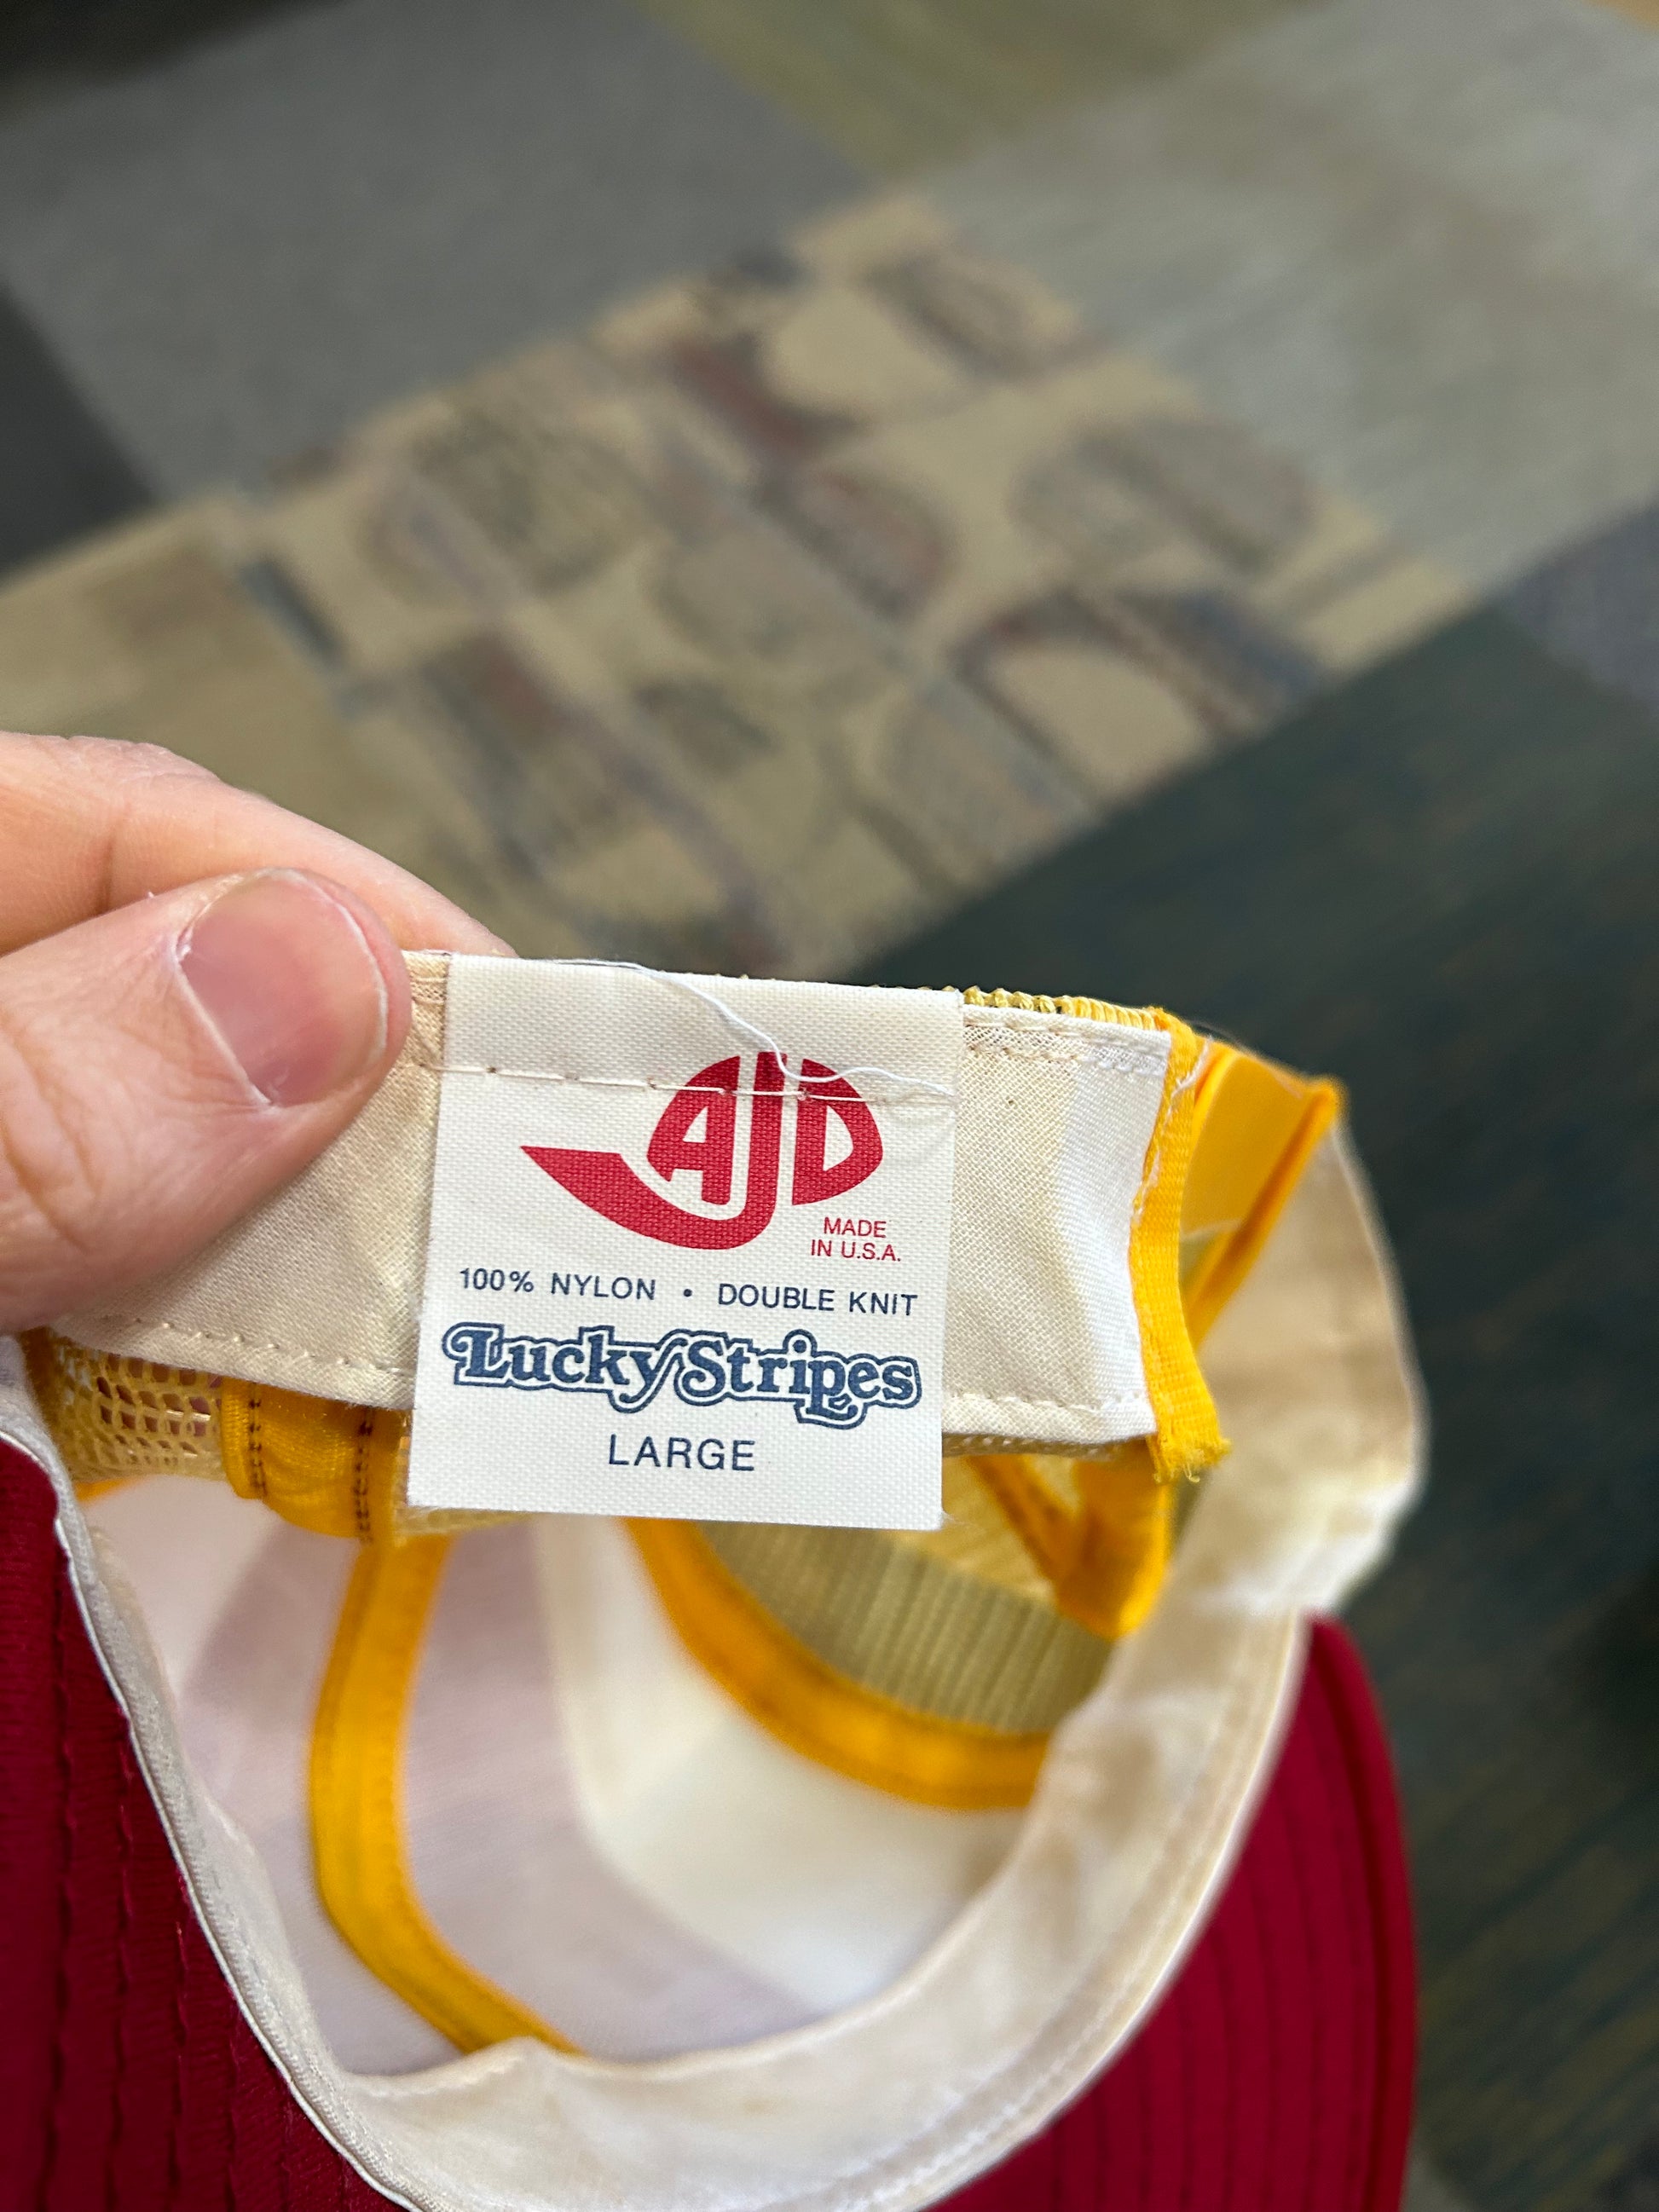 AJD
MADE
IN U.S.A.
100% NYLON • DOUBLE KNIT
Lucky Stripes
LARGE